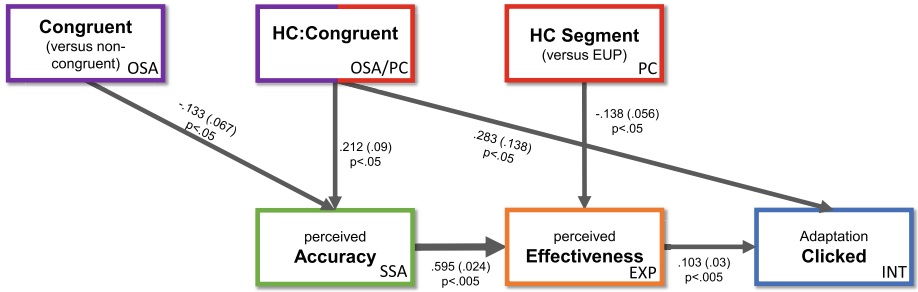 Congruent
(versus non-
congruent) OSA
HC:Congruent
OSA/PC
HC Segment
(versus EUP)
PC
-.133 (.067)
p<.05
.212 (.09)
p<.05
.283 (.138)
p<.05
-.138 (.056)
p<.05
perceived
Accuracy
SSA
.595 (.024)
p<.005
perceived
Effectiveness
EXP
.103 (.03)
p<.005
Adaptation
Clicked
INT